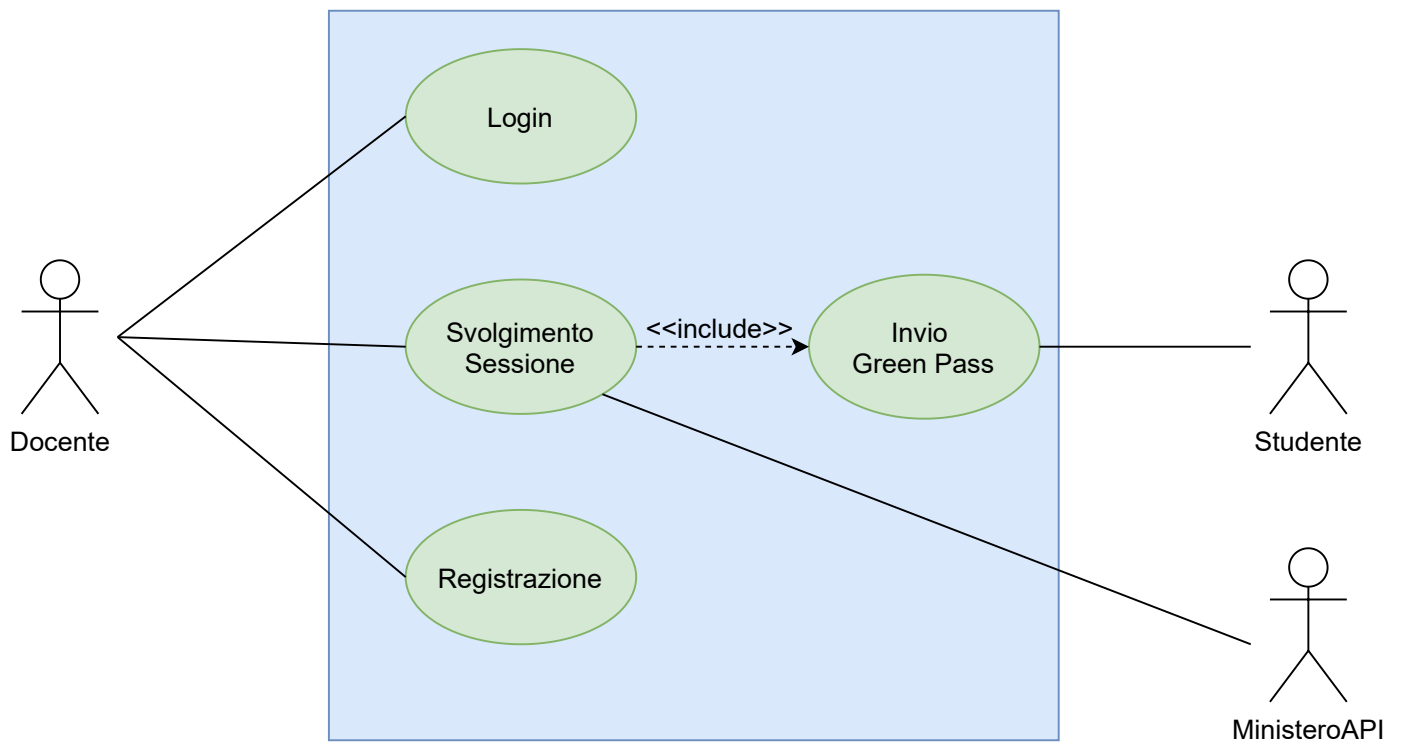 Login
Svolgimento
Sessione
<<include>>
Invio
Green Pass
Docente
Studente
Registrazione
MinisteroAPI